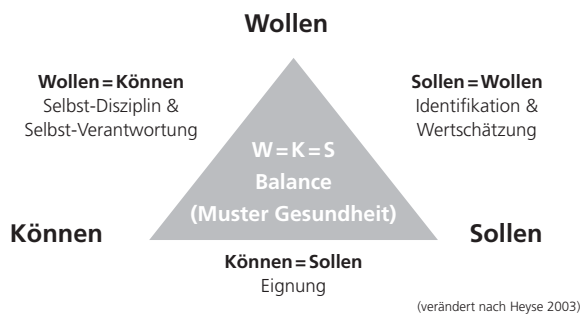 Wollen
Wollen=Können
Selbst-Disziplin &
Selbst-Verantwortung
Sollen=Wollen
Identifikation &
Wertschätzung
W=K=S
Balance
(Muster Gesundheit)
Können
Sollen
Können=Sollen
Eignung
(verändert nach Heyse 2003)